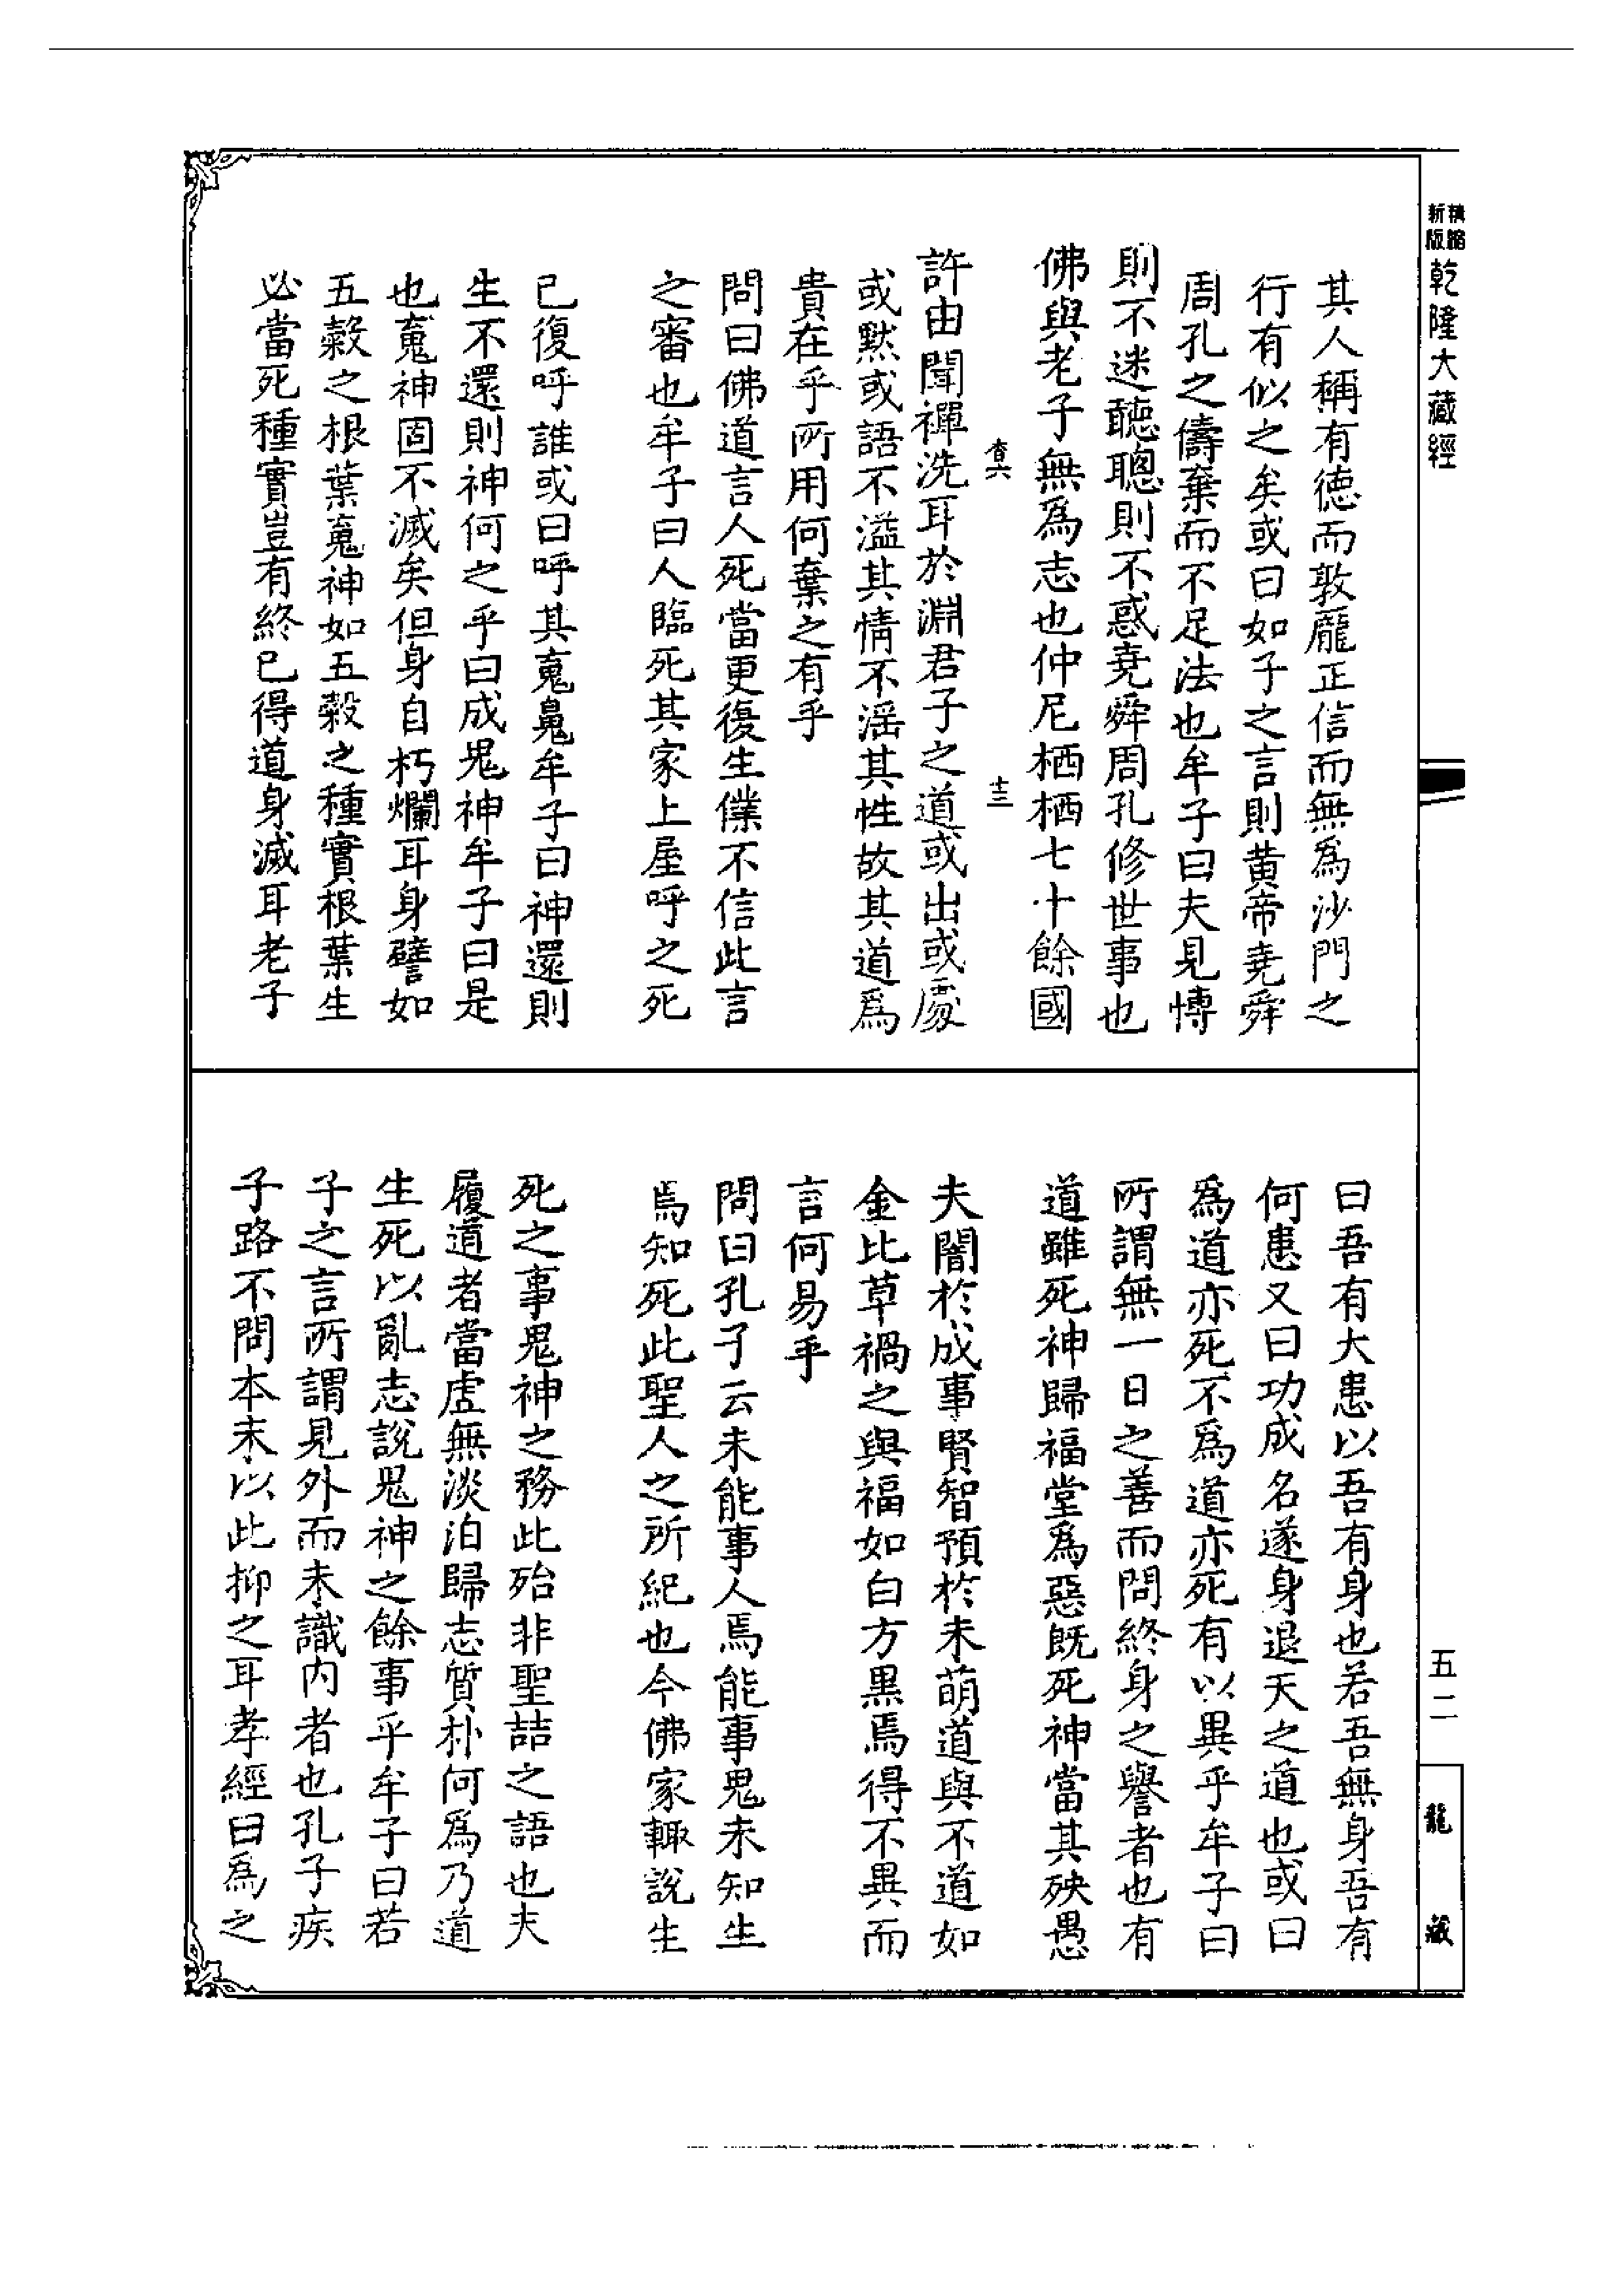 精縮
新版
乾隆大藏經
其人稱有德而敦龐正信而無爲沙門之
行有似之矣或曰如子之言則黃帝堯舜
周孔之儔棄而不足法也牟子曰夫見博
則不迷聽聰則不惑堯舜周孔修世事也
佛與老子無爲志也仲尼栖栖七十餘國
杳六
十三
許由聞禪洗耳於淵君子之道或出或處
或默或語不溢其情不滛其性故其道爲
貴在乎所用何棄之有乎
問曰佛道言人死當更復生僕不信此言
之審也牟子曰人臨死其家上屋呼之死
已復呼誰或曰呼其䰟䰟牟子曰神還則
生不還則神何之乎曰成鬼神牟子曰是
也䰟神固不滅矣但身自朽爛耳身譬如
五穀之根葉䰟神如五穀之種實根葉生
必當死種實豈有終已得道身滅耳老子
曰吾有大患以吾有身也若吾無身吾有
何患又曰功成名遂身退天之道也或曰
爲道亦死不爲道亦死有以異乎牟子曰
所謂無一日之善而問終身之譽者也有
道雖死神歸福堂爲惡旣死神當其殃愚
夫闇於成事賢智預於未萌道與不道如
金比草禍之與福如白方黑焉得不異而
言何易乎
問曰孔子云未能事人焉能事鬼未知生
焉知死此聖人之所紀也今佛家輙說生
死之事鬼神之務此殆非聖喆之語也夫
履道者當虛無淡泊歸志質朴何爲乃道
生死以亂志說鬼神之餘事乎牟子曰若
子之言所謂見外而未識內者也孔子疾
子路不問本末以此抑之耳孝經曰爲之
五二
龍藏